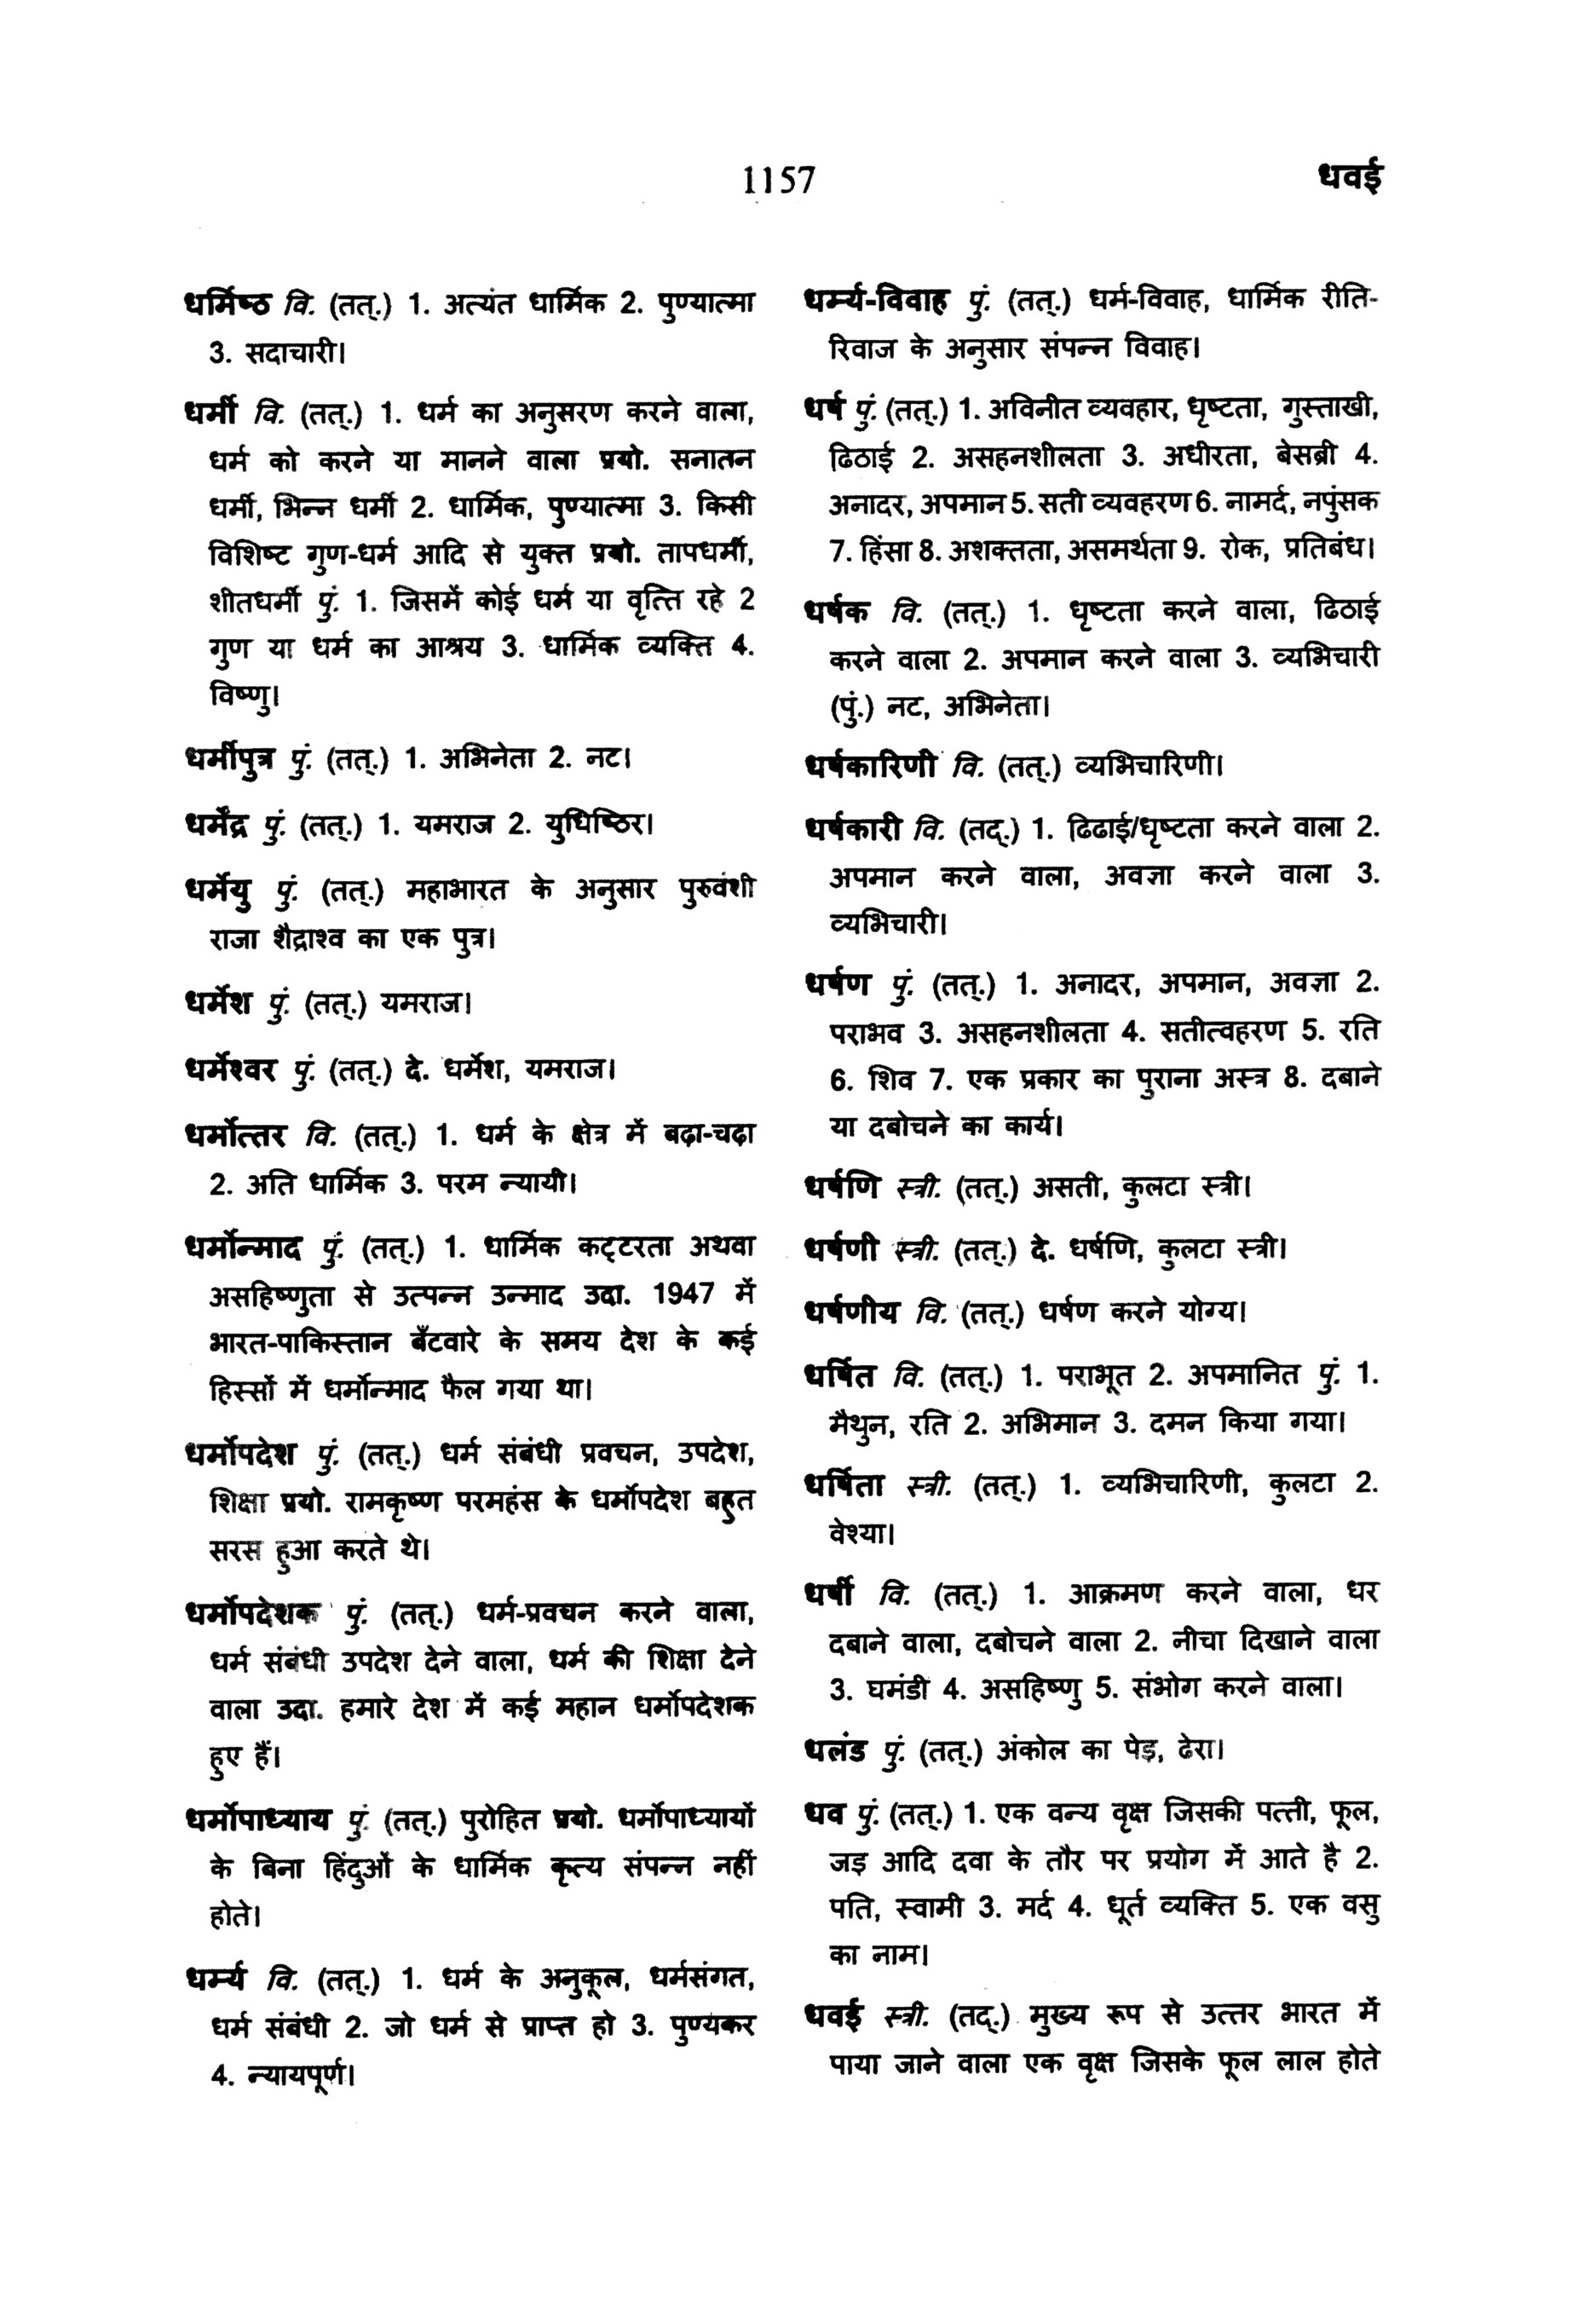 1157
धवई
धर्मिष्ठ वि. (तत्.) 1. अत्यंत धार्मिक 2. पुण्यात्मा
3. सदाचारी।
धर्मी वि. (तत्.) 1. धर्म का अनुसरण करने वाला,
धर्म को करने या मानने वाला प्रयो. सनातन
धर्मी, भिन्न धर्मी 2. धार्मिक, पुण्यात्मा 3. किसी
विशिष्ट गुण-धर्म आदि से युक्त प्रयो. तापधर्मी,
शीतधर्मी पुं. 1. जिसमें कोई धर्म या वृत्ति रहे 2
गुण या धर्म का आश्रय 3. धार्मिक व्यक्ति 4.
विष्णु।
धर्मीपुत्र पुं. (तत्.) 1. अभिनेता 2. नट।
धर्मेंद्र पुं. (तत्.) 1. यमराज 2. युधिष्ठिर।
धर्मेयु पुं. (तत्.) महाभारत के अनुसार पुरुवंशी
राजा शैद्राश्व का एक पुत्र।
धर्मेश पुं. (तत्.) यमराज।
धर्मेश्वर पुं. (तत्.) दे. धर्मेश, यमराज।
धर्मोत्तर वि. (तत्.) 1. धर्म के क्षेत्र में बढ़ा-चढ़ा
2. अति धार्मिक 3. परम न्यायी।
धर्मोन्माद पुं. (तत्.) 1. धार्मिक कट्टरता अथवा
असहिष्णुता से उत्पन्न उन्माद उदा. 1947 में
भारत-पाकिस्तान बँटवारे के समय देश के कई
हिस्सों में धर्मोन्माद फैल गया था।
धर्मोपदेश पुं. (तत्.) धर्म संबंधी प्रवचन, उपदेश,
शिक्षा प्रयो. रामकृष्ण परमहंस के धर्मोपदेश बहुत
सरस हुआ करते थे।
धर्मोपदेशक पुं. (तत्.) धर्म-प्रवचन करने वाला,
धर्म संबंधी उपदेश देने वाला, धर्म की शिक्षा देने
वाला उदा. हमारे देश में कई महान धर्मोपदेशक
हुए हैं।
धर्मोपाध्याय पुं. (तत्.) पुरोहित प्रयो. धर्मोपाध्यायों
के बिना हिंदुओं के धार्मिक कृत्य संपन्न नहीं
होते।
धर्म्य वि. (तत्.) 1. धर्म के अनुकूल, धर्मसंगत,
धर्म संबंधी 2. जो धर्म से प्राप्त हो 3. पुण्यकर
4. न्यायपूर्ण।
धर्म्य-विवाह पुं. (तत्.) धर्म-विवाह, धार्मिक रीति-
रिवाज के अनुसार संपन्न विवाह।
धर्ष पुं. (तत्.) 1. अविनीत व्यवहार, धृष्टता, गुस्ताखी,
ढिठाई 2. असहनशीलता 3. अधीरता, बेसब्री 4.
अनादर, अपमान 5. सती व्यवहरण 6. नामर्द, नपुंसक
7. हिंसा 8. अशक्तता, असमर्थता 9. रोक, प्रतिबंध।
धर्षक वि. (तत्.) 1. धृष्टता करने वाला, ढिठाई
करने वाला 2. अपमान करने वाला 3. व्यभिचारी
(पुं.) नट, अभिनेता।
धर्षकारिणी वि. (तत्.) व्यभिचारिणी।
धर्षकारी वि. (तद्.) 1. ढिढाई/धृष्टता करने वाला 2.
अपमान करने वाला, अवज्ञा करने वाला 3.
व्यभिचारी।
धर्षण पुं. (तत्.) 1. अनादर, अपमान, अवज्ञा 2.
पराभव 3. असहनशीलता 4. सतीत्वहरण 5. रति
6. शिव 7. एक प्रकार का पुराना अस्त्र 8. दबाने
या दबोचने का कार्य।
धर्षणि स्त्री. (तत्.) असती, कुलटा स्त्री।
धर्षणी स्त्री. (तत्.) दे. धर्षणि, कुलटा स्त्री।
धर्षणीय वि. (तत्.) धर्षण करने योग्य।
धर्षित वि. (तत्.) 1. पराभूत 2. अपमानित पुं. 1.
मैथुन, रति 2. अभिमान 3. दमन किया गया।
धर्षिता स्त्री. (तत्.) 1. व्यभिचारिणी, कुलटा 2.
वेश्या।
धर्षी वि. (तत्.) 1. आक्रमण करने वाला, धर
दबाने वाला, दबोचने वाला 2. नीचा दिखाने वाला
3. घमंडी 4. असहिष्णु 5. संभोग करने वाला।
धलंड पुं. (तत्.) अंकोल का पेड़, ढेरा।
धव पुं. (तत्.) 1. एक वन्य वृक्ष जिसकी पत्ती, फूल,
जड़ आदि दवा के तौर पर प्रयोग में आते है 2.
पति, स्वामी 3. मर्द 4. धूर्त व्यक्ति 5. एक वसु
का नाम।
धवई स्त्री. (तद्.) मुख्य रूप से उत्तर भारत में
पाया जाने वाला एक वृक्ष जिसके फूल लाल होते